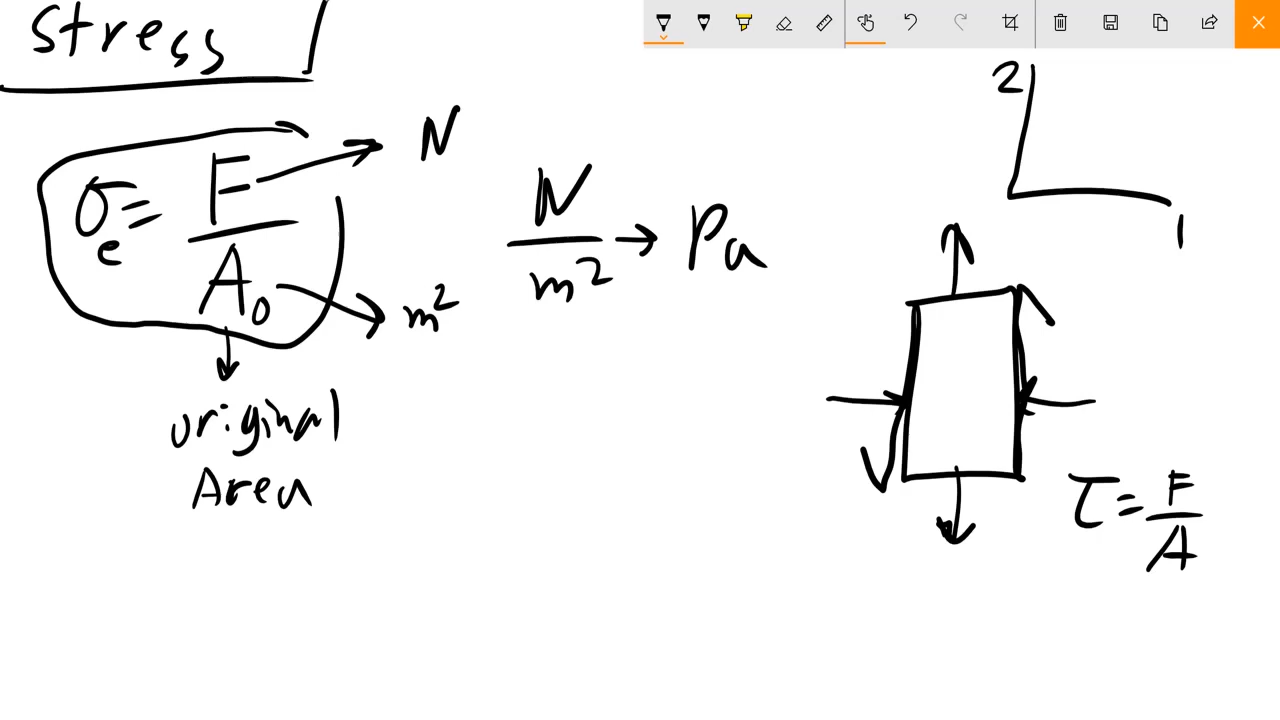 Stress
σe = F/A0
N
m²
N/m² → Pa
original
Area
2
1
τ = F/A